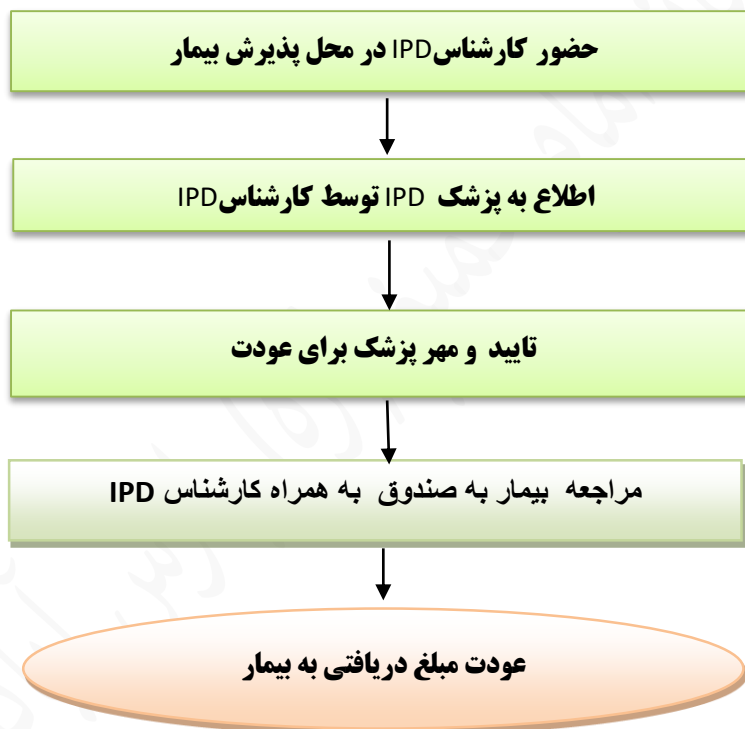 حضور کارشناسIPD در محل پذیرش بیمار
اطلاع به پزشک IPD توسط کارشناسIPD
تایید و مهر پزشک برای عودت
مراجعه بیمار به صندوق به همراه کارشناس IPD
عودت مبلغ دریافتی به بیمار